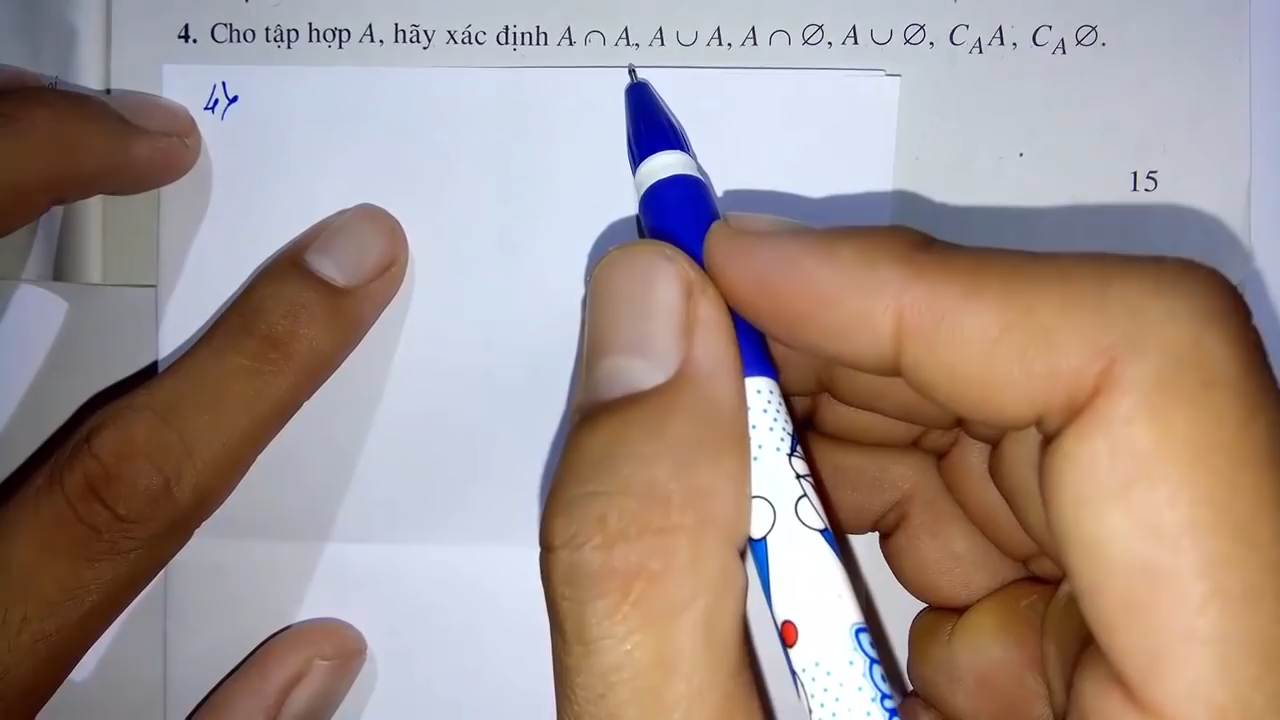 4. Cho tập hợp A, hãy xác định A ∩ A, A ∪ A, A ∩ ∅, A ∪ ∅, C_A A, C_A ∅.
4)
15